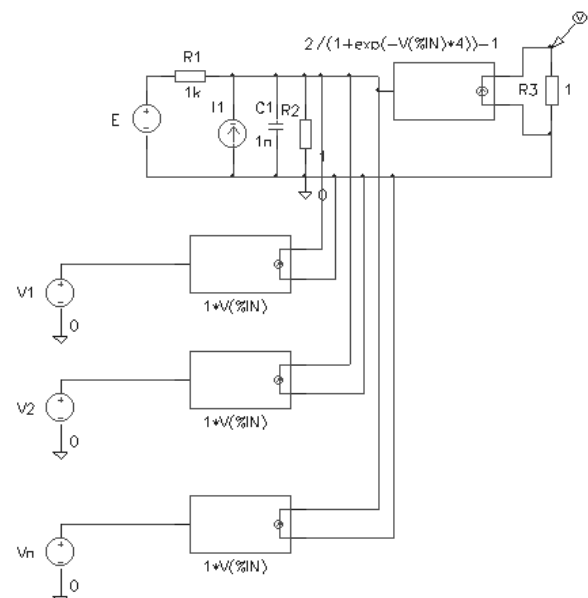 2/(1+exp(-V(%IN)*4))-1
V
R1
1k
E
I1
C1
1n
R2
1
0
R3
1
V1
0
1*V(%IN)
V2
0
1*V(%IN)
Vn
0
1*V(%IN)